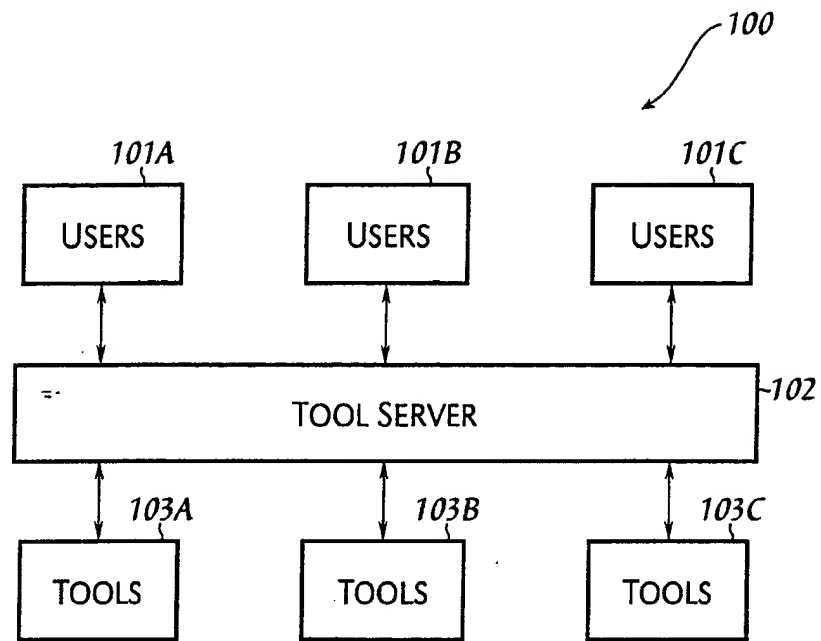 100
101A 101B 101C
USERS USERS USERS
102
TOOL SERVER
103A 103B 103C
TOOLS TOOLS TOOLS